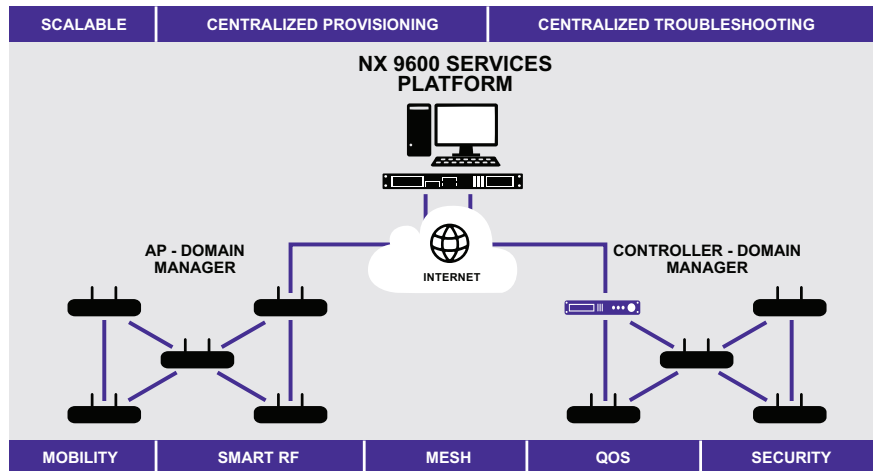 SCALABLE
CENTRALIZED PROVISIONING
CENTRALIZED TROUBLESHOOTING
NX 9600 SERVICES
PLATFORM
INTERNET
AP - DOMAIN
MANAGER
CONTROLLER - DOMAIN
MANAGER
MOBILITY
SMART RF
MESH
QOS
SECURITY